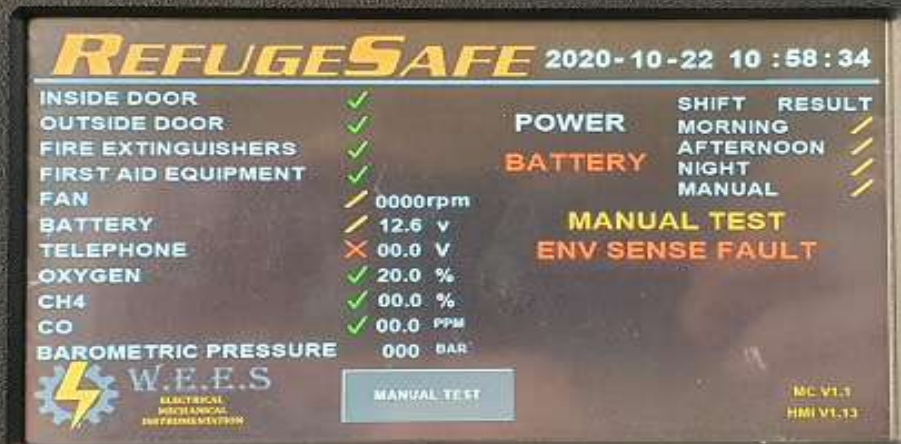 REFUGESAFE 2020-10-22 10:58:34
INSIDE DOOR ✓
OUTSIDE DOOR ✓
FIRE EXTINGUISHERS ✓
FIRST AID EQUIPMENT ✓
FAN / 0000rpm
BATTERY / 12.6 v
TELEPHONE ✕ 00.0 V
OXYGEN ✓ 20.0 %
CH4 ✓ 00.0 %
CO ✓ 00.0 PPM
BAROMETRIC PRESSURE 000 BAR
POWER
BATTERY
SHIFT RESULT
MORNING /
AFTERNOON /
NIGHT /
MANUAL /
MANUAL TEST
ENV SENSE FAULT
W.E.E.S
ELECTRICAL
MECHANICAL
INSTRUMENTATION
MANUAL TEST
MC V1.1
HMI V1.13